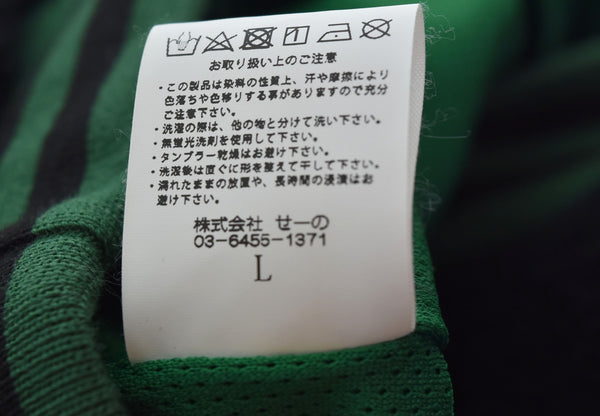 お取り扱い上のご注意
・この製品は染料の性質上、汗や摩擦により
色落ちや色移りする事がありますので充分
ご注意下さい。
・洗濯の際は、他の物と分けて洗い下さい。
・無蛍光洗剤を使用して下さい。
・タンブラー乾燥はお避け下さい。
・洗濯後は直ぐに形を整えて干して下さい。
・濡れたままの放置や、長時間の浸漬はお
避け下さい。
株式会社 せーの
03-6455-1371
L